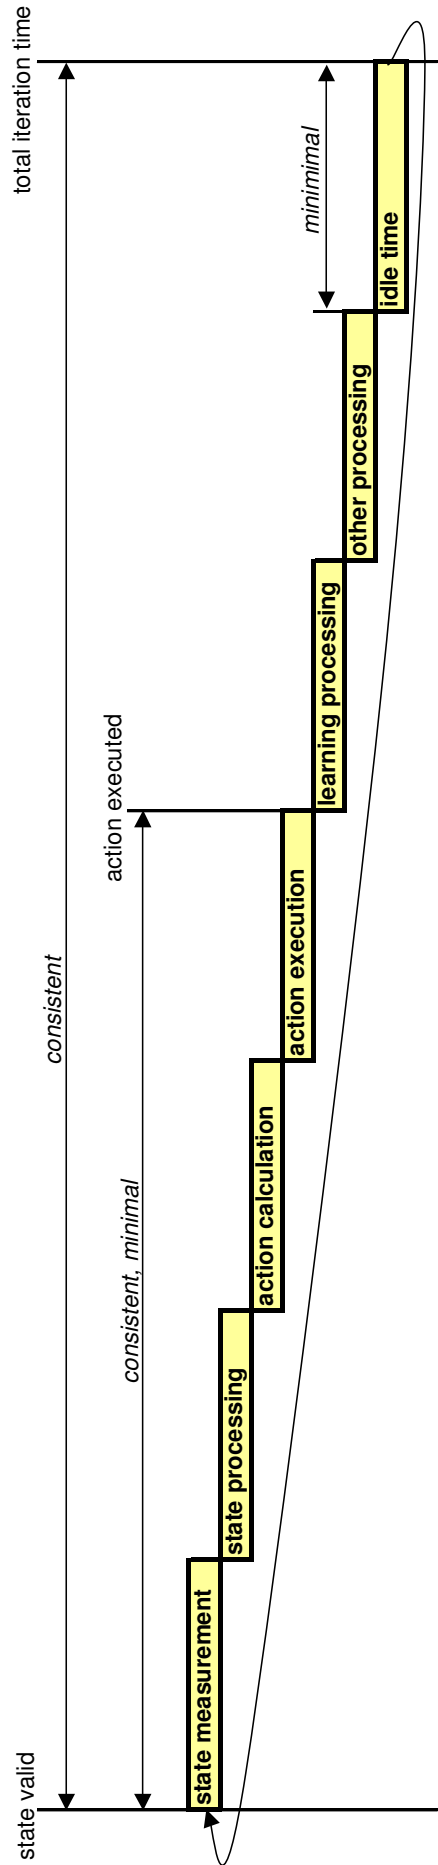 state valid
action executed
total iteration time
consistent
consistent, minimal
minimimal
state measurement
state processing
action calculation
action execution
learning processing
other processing
idle time